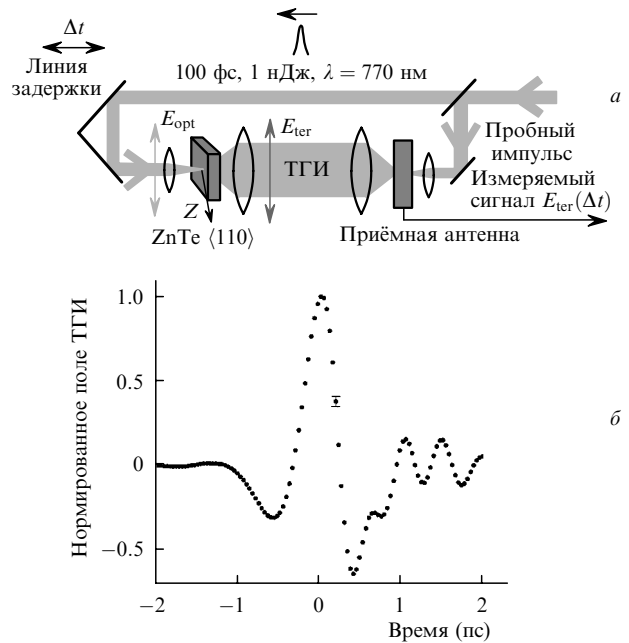 Δt
Линия
задержки
100 фс, 1 нДж, λ = 770 нм
а
E_opt
E_ter
ТГИ
Пробный
импульс
Измеряемый
сигнал E_ter(Δt)
Z
ZnTe ⟨110⟩
Приёмная антенна
Нормированное поле ТГИ
1.0
0.5
0
−0.5
−2
−1
0
1
2
Время (пс)
б